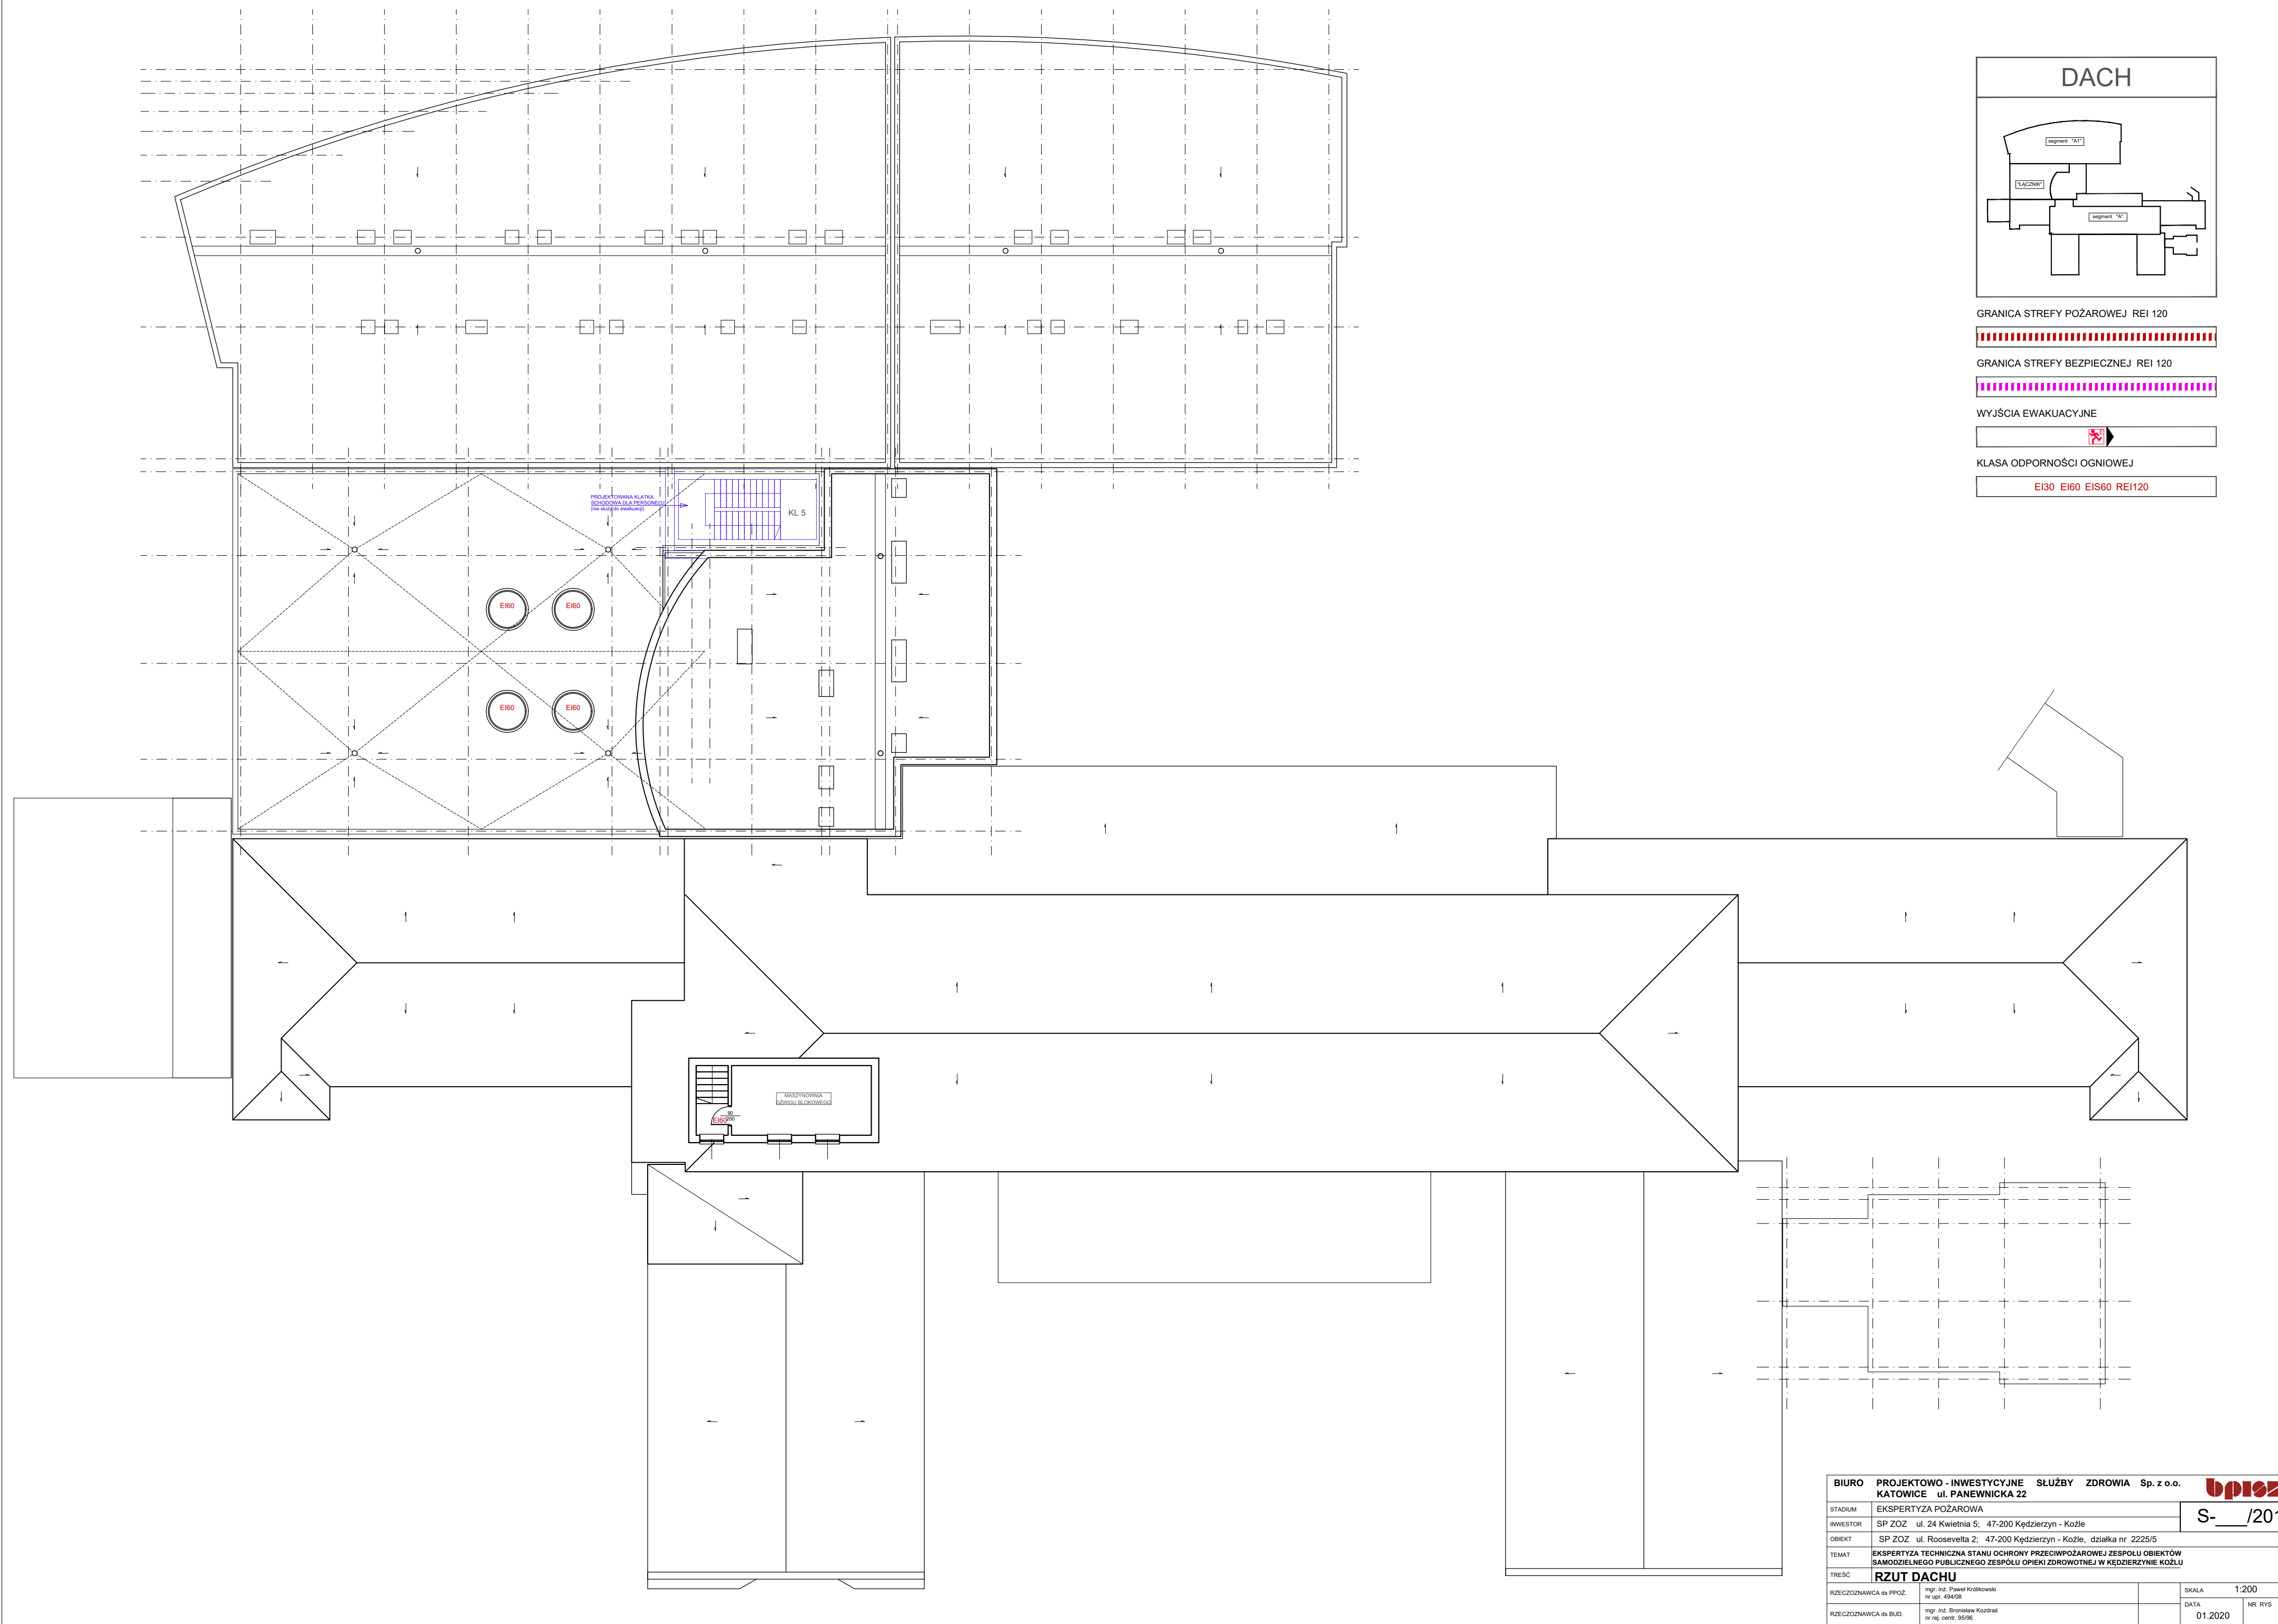 DACH
segment "A1"
"ŁĄCZNIK"
segment "A"
GRANICA STREFY POŻAROWEJ REI 120
GRANICA STREFY BEZPIECZNEJ REI 120
WYJŚCIA EWAKUACYJNE
KLASA ODPORNOŚCI OGNIOWEJ
EI30 EI60 EIS60 REI120
PROJEKTOWANA KLATKA
SCHODOWA DLA PERSONELU
(nie służy do ewakuacji)
KL 5
EI60
EI60
EI60
EI60
MASZYNOWNIA
DŹWIGU BLOKOWEGO
90
200
EI60
BIURO PROJEKTOWO - INWESTYCYJNE SŁUŻBY ZDROWIA Sp. z o.o.
KATOWICE ul. PANEWNICKA 22
bpisz
STADIUM EKSPERTYZA POŻAROWA
S-___/201
INWESTOR SP ZOZ ul. 24 Kwietnia 5; 47-200 Kędzierzyn - Koźle
OBIEKT SP ZOZ ul. Roosevelta 2; 47-200 Kędzierzyn - Koźle, działka nr 2225/5
TEMAT EKSPERTYZA TECHNICZNA STANU OCHRONY PRZECIWPOŻAROWEJ ZESPOŁU OBIEKTÓW
SAMODZIELNEGO PUBLICZNEGO ZESPÓŁU OPIEKI ZDROWOTNEJ W KĘDZIERZYNIE KOŹLU
TREŚĆ RZUT DACHU
RZECZOZNAWCA ds PPOŻ. mgr. inż. Paweł Królikowski
nr upr. 494/08
SKALA 1:200
RZECZOZNAWCA ds BUD. mgr. inż. Bronisław Kozdraś
nr rej. centr. 95/96
DATA NR RYS
01.2020